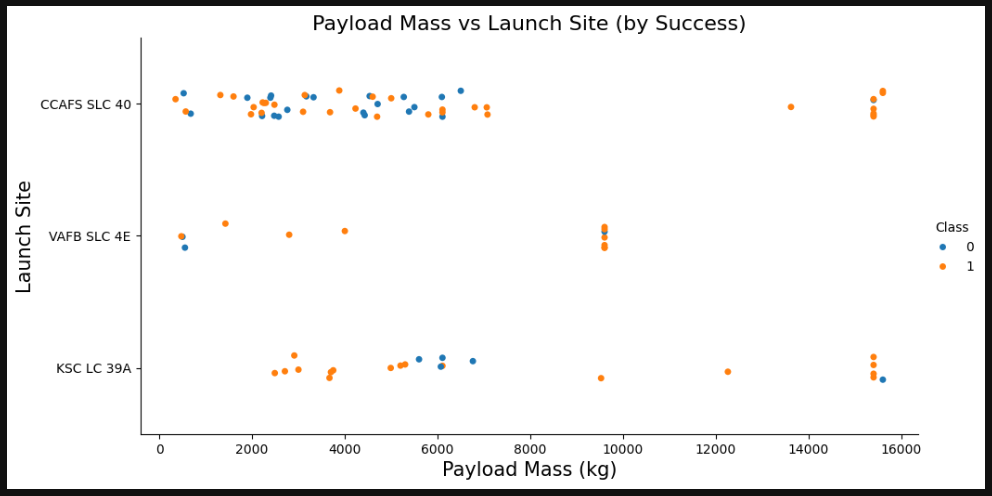 Payload Mass vs Launch Site (by Success)
Launch Site
CCAFS SLC 40
VAFB SLC 4E
KSC LC 39A
0 2000 4000 6000 8000 10000 12000 14000 16000
Payload Mass (kg)
Class
0
1